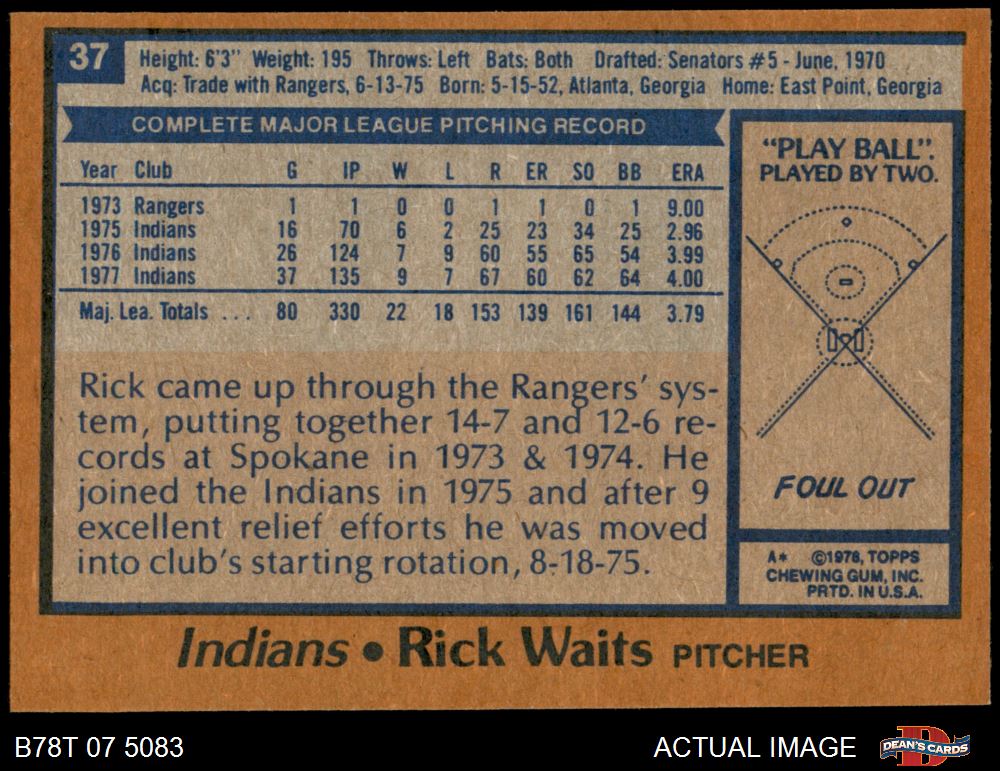 37
Height: 6'3" Weight: 195 Throws: Left Bats: Both Drafted: Senators #5 - June, 1970
Acq: Trade with Rangers, 6-13-75 Born: 5-15-52, Atlanta, Georgia Home: East Point, Georgia
COMPLETE MAJOR LEAGUE PITCHING RECORD
Year Club G IP W L R ER SO BB ERA
1973 Rangers 1 1 0 0 1 1 0 1 9.00
1975 Indians 16 70 6 2 25 23 34 25 2.96
1976 Indians 26 124 7 9 60 55 65 54 3.99
1977 Indians 37 135 9 7 67 60 62 64 4.00
Maj. Lea. Totals ... 80 330 22 18 153 139 161 144 3.79
Rick came up through the Rangers' sys-
tem, putting together 14-7 and 12-6 re-
cords at Spokane in 1973 & 1974. He
joined the Indians in 1975 and after 9
excellent relief efforts he was moved
into club's starting rotation, 8-18-75.
"PLAY BALL".
PLAYED BY TWO.
FOUL OUT
A* ©1978, TOPPS
CHEWING GUM, INC.
PRTD. IN U.S.A.
Indians • Rick Waits PITCHER
B78T 07 5083
ACTUAL IMAGE
DEAN'S CARDS